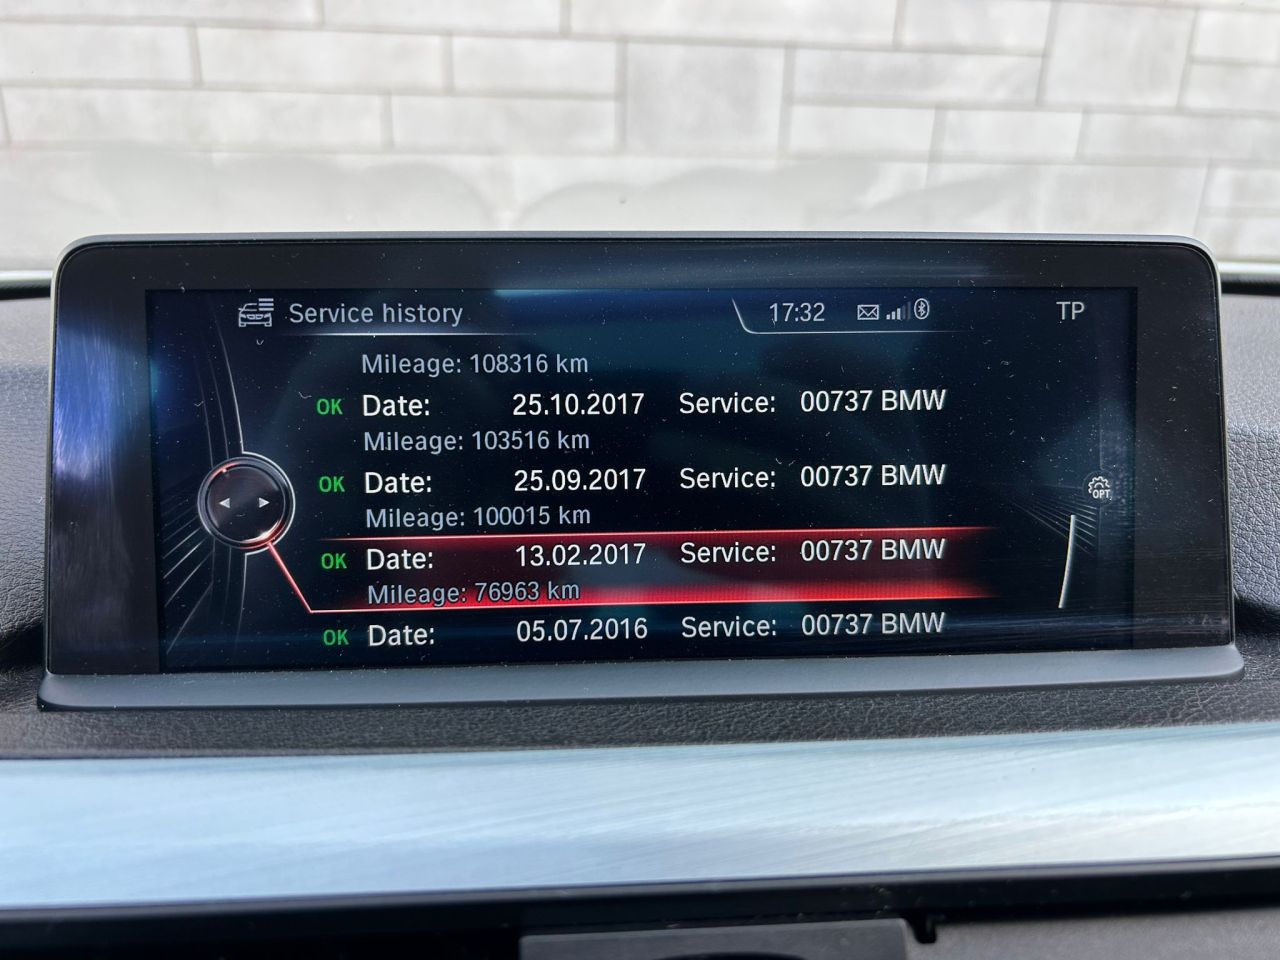 Service history 17:32 TP
Mileage: 108316 km
OK Date: 25.10.2017 Service: 00737 BMW
Mileage: 103516 km
OK Date: 25.09.2017 Service: 00737 BMW
Mileage: 100015 km
OPT
OK Date: 13.02.2017 Service: 00737 BMW
Mileage: 76963 km
OK Date: 05.07.2016 Service: 00737 BMW